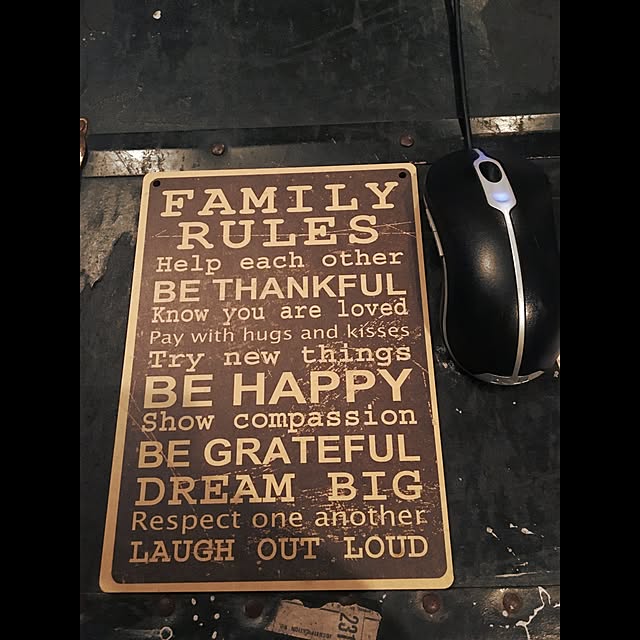 FAMILY
RULES
Help each other
BE THANKFUL
Know you are loved
Pay with hugs and kisses
Try new things
BE HAPPY
Show compassion
BE GRATEFUL
DREAM BIG
Respect one another
LAUGH OUT LOUD
231